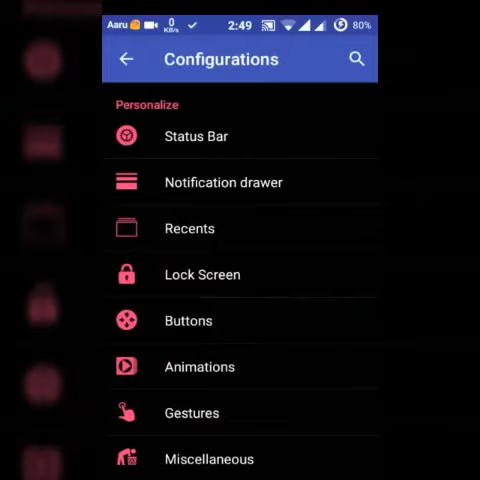 Aaru 0 KB/s 2:49 80%
Configurations
Personalize
Status Bar
Notification drawer
Recents
Lock Screen
Buttons
Animations
Gestures
Miscellaneous